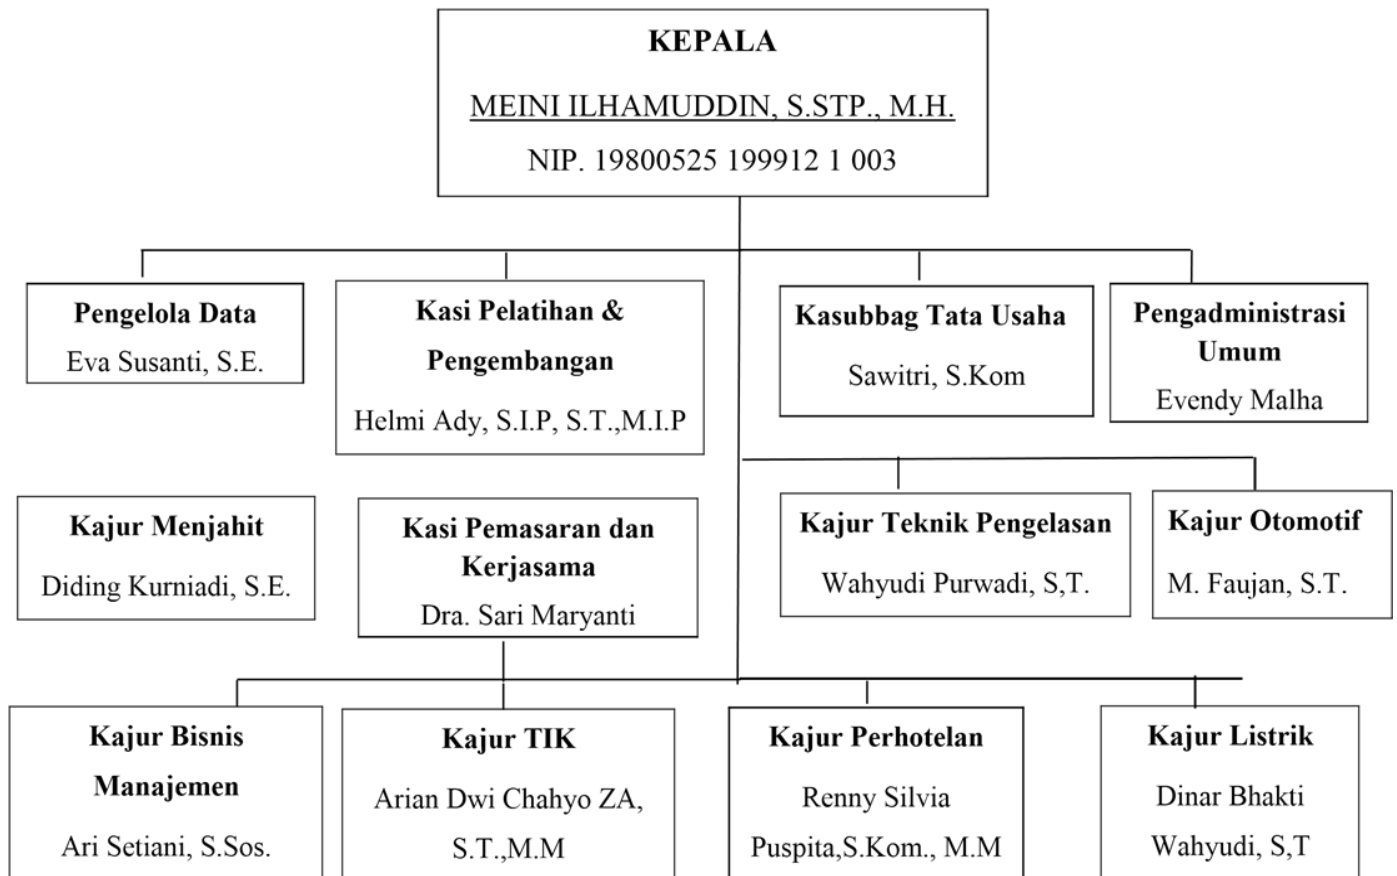 KEPALA
MEINI ILHAMUDDIN, S.STP., M.H.
NIP. 19800525 199912 1 003
Pengelola Data
Eva Susanti, S.E.
Kasi Pelatihan &
Pengembangan
Helmi Ady, S.I.P, S.T.,M.I.P
Kasubbag Tata Usaha
Sawitri, S.Kom
Pengadministrasi
Umum
Evendy Malha
Kajur Menjahit
Diding Kurniadi, S.E.
Kasi Pemasaran dan
Kerjasama
Dra. Sari Maryanti
Kajur Teknik Pengelasan
Wahyudi Purwadi, S,T.
Kajur Otomotif
M. Faujan, S.T.
Kajur Bisnis
Manajemen
Ari Setiani, S.Sos.
Kajur TIK
Arian Dwi Chahyo ZA,
S.T.,M.M
Kajur Perhotelan
Renny Silvia
Puspita,S.Kom., M.M
Kajur Listrik
Dinar Bhakti
Wahyudi, S,T